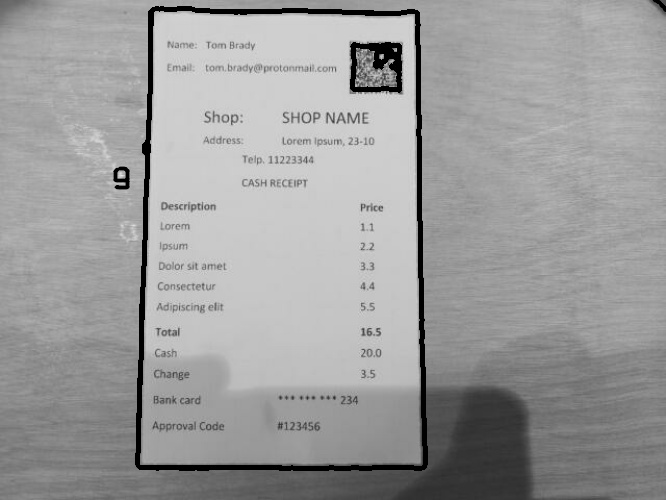 Name: Tom Brady
Email: tom.brady@protonmail.com
Shop: SHOP NAME
Address: Lorem Ipsum, 23-10
Telp. 11223344
CASH RECEIPT
9
Description Price
Lorem 1.1
Ipsum 2.2
Dolor sit amet 3.3
Consectetur 4.4
Adipiscing elit 5.5
Total 16.5
Cash 20.0
Change 3.5
Bank card *** *** *** 234
Approval Code #123456